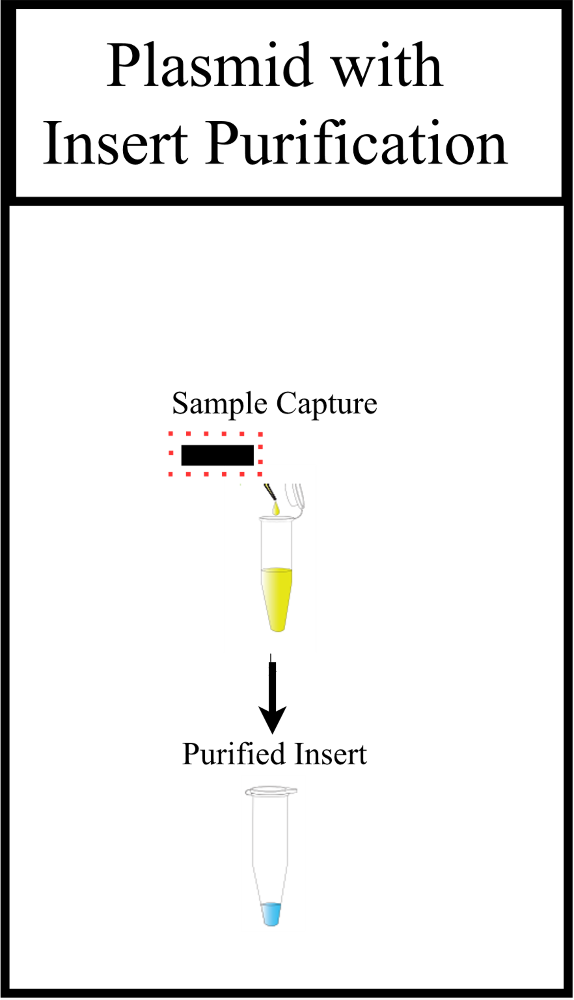 Plasmid with
Insert Purification
Sample Capture
Purified Insert